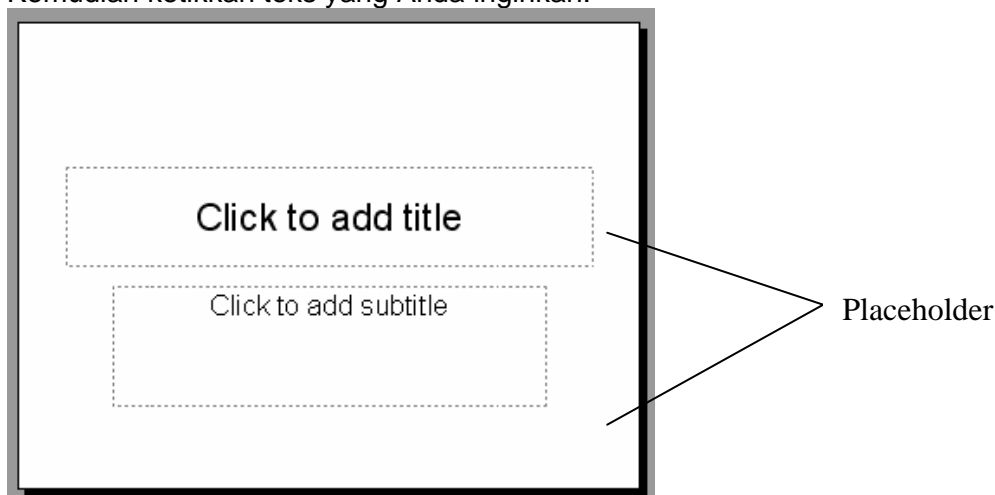 Kemudian ketikkan teks yang Anda inginkan.
Click to add title
Click to add subtitle
Placeholder